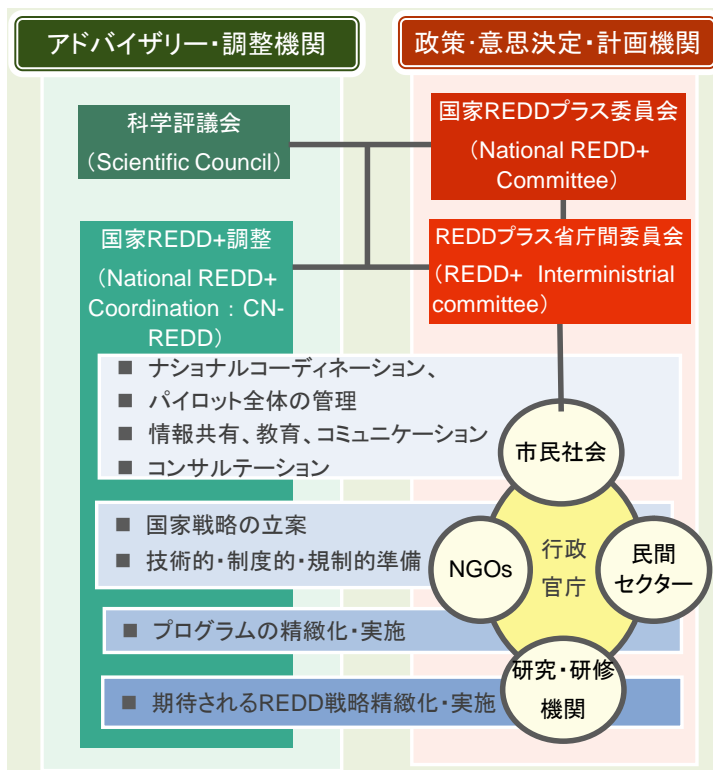 アドバイザリー・調整機関
政策・意思決定・計画機関
科学評議会
（Scientific Council）
国家REDDプラス委員会
（National REDD+
Committee）
国家REDD+調整
（National REDD+
Coordination：CN-
REDD）
REDDプラス省庁間委員会
（REDD+ Interministrial
committee）
■ ナショナルコーディネーション、
■ パイロット全体の管理
■ 情報共有、教育、コミュニケーション
■ コンサルテーション
■ 国家戦略の立案
■ 技術的・制度的・規制的準備
■ プログラムの精緻化・実施
■ 期待されるREDD戦略精緻化・実施
市民社会
NGOs
行政
官庁
民間
セクター
研究・研修
機関